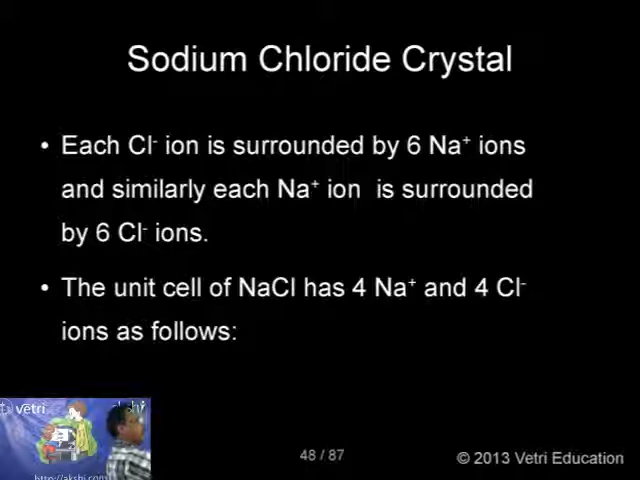 Sodium Chloride Crystal
• Each Cl⁻ ion is surrounded by 6 Na⁺ ions
and similarly each Na⁺ ion is surrounded
by 6 Cl⁻ ions.
• The unit cell of NaCl has 4 Na⁺ and 4 Cl⁻
ions as follows:
vetri
http://akshi.
48 / 87
© 2013 Vetri Education